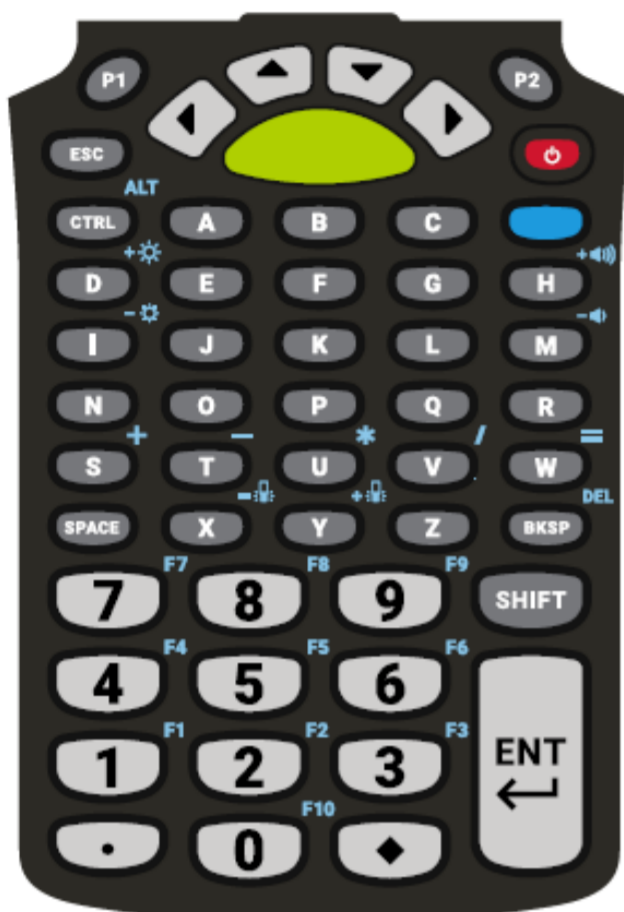 P1 P2
ESC
ALT
CTRL A B C
+ +
D E F G H
- -
I J K L M
N O P Q R
+ - * / =
S T U V W
- + DEL
SPACE X Y Z BKSP
F7 F8 F9
7 8 9 SHIFT
F4 F5 F6
4 5 6
F1 F2 F3
1 2 3 ENT
F10
. 0